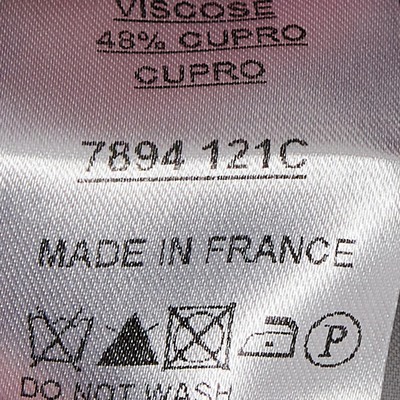 VISCOSE
48% CUPRO
CUPRO
7894 121C
MADE IN FRANCE
P
DO NOT WASH